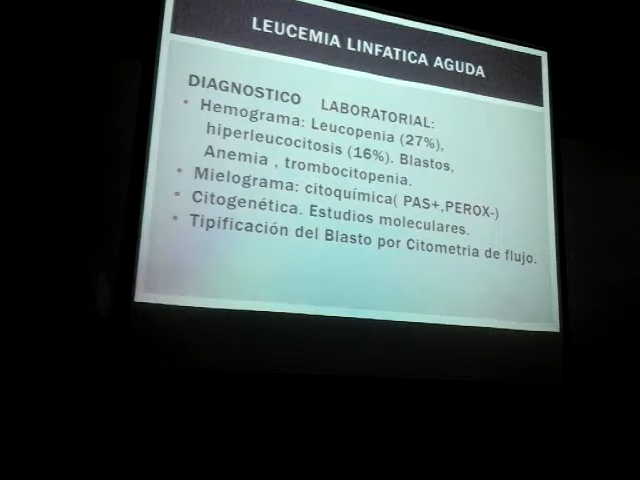 LEUCEMIA LINFATICA AGUDA
DIAGNOSTICO LABORATORIAL:
• Hemograma: Leucopenia (27%),
hiperleucocitosis (16%). Blastos,
Anemia , trombocitopenia.
• Mielograma: citoquímica( PAS+,PEROX-)
• Citogenética. Estudios moleculares.
• Tipificación del Blasto por Citometria de flujo.